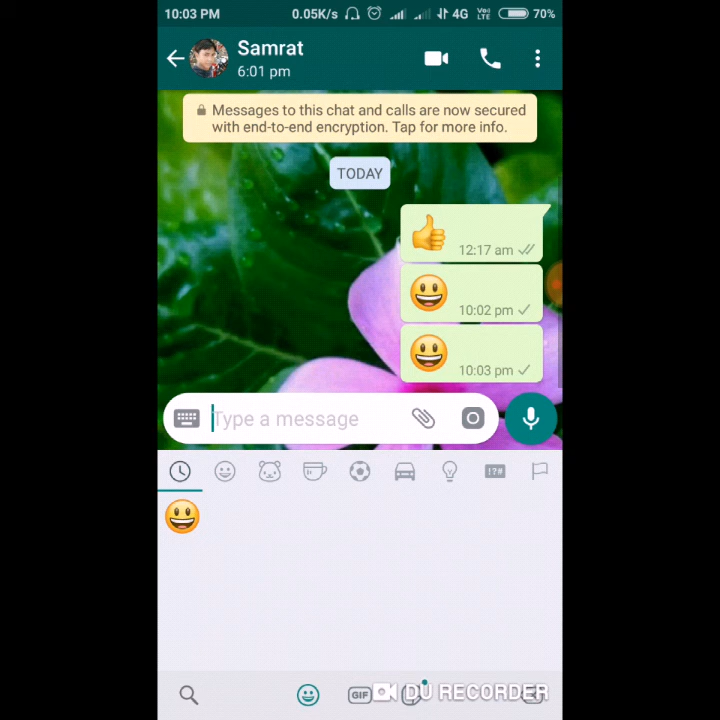 10:03 PM 0.05K/s 4G Vo) LTE 70%
Samrat
6:01 pm
Messages to this chat and calls are now secured
with end-to-end encryption. Tap for more info.
TODAY
12:17 am
10:02 pm
10:03 pm
Type a message
!?#
GIF DU RECORDER